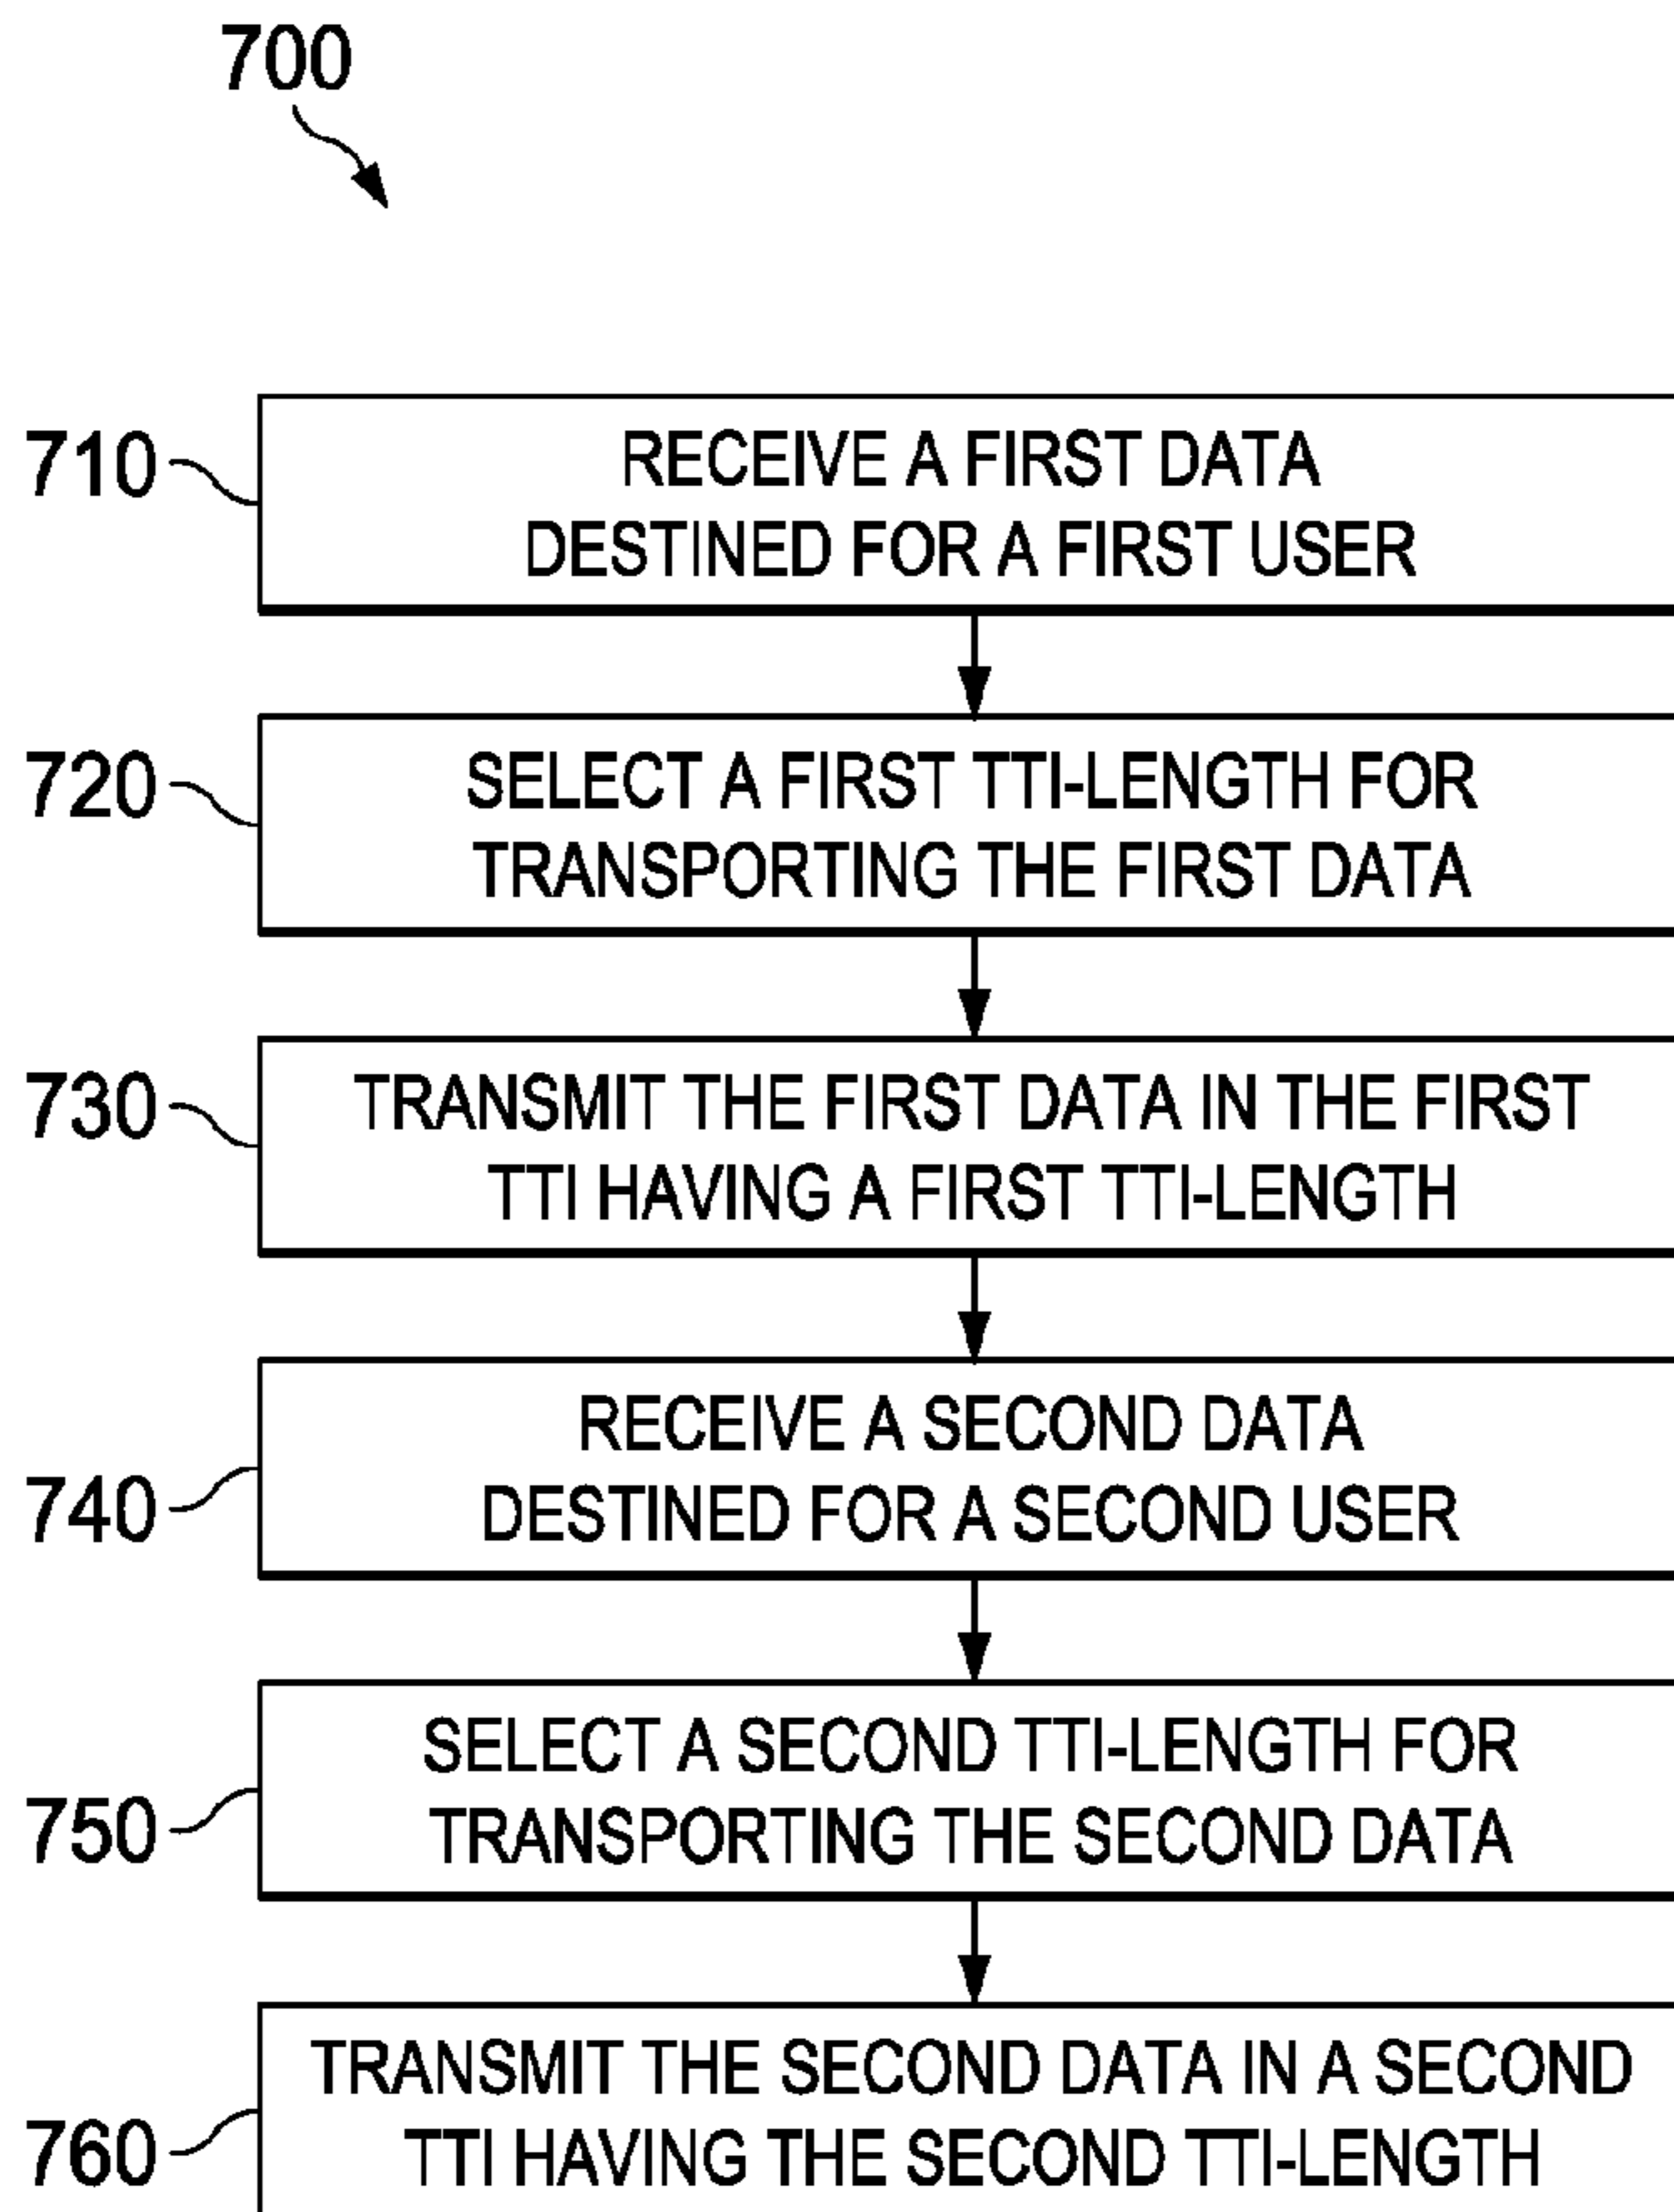 700
710
RECEIVE A FIRST DATA
DESTINED FOR A FIRST USER
720
SELECT A FIRST TTI-LENGTH FOR
TRANSPORTING THE FIRST DATA
730
TRANSMIT THE FIRST DATA IN THE FIRST
TTI HAVING A FIRST TTI-LENGTH
740
RECEIVE A SECOND DATA
DESTINED FOR A SECOND USER
750
SELECT A SECOND TTI-LENGTH FOR
TRANSPORTING THE SECOND DATA
760
TRANSMIT THE SECOND DATA IN A SECOND
TTI HAVING THE SECOND TTI-LENGTH